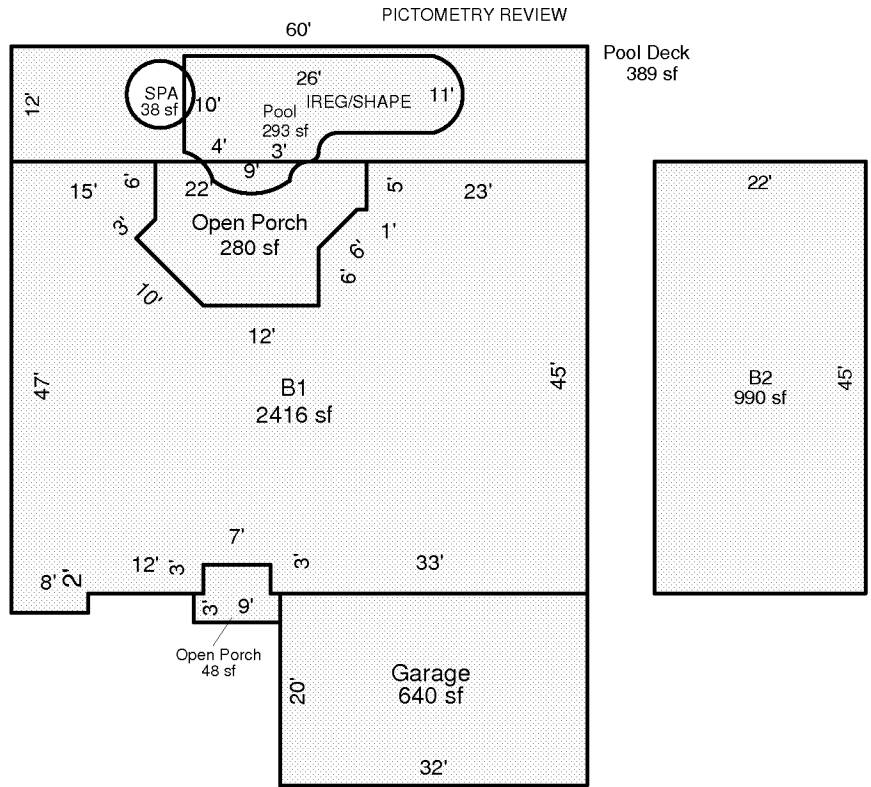 PICTOMETRY REVIEW
60'
Pool Deck
389 sf
12'
SPA
38 sf
10'
26'
IREG/SHAPE
11'
Pool
293 sf
4'
3'
9'
15'
6'
22'
5'
23'
22'
3'
Open Porch
280 sf
1'
6'
6'
10'
12'
47'
B1
2416 sf
45'
B2
990 sf
45'
7'
8'
2'
12'
3'
3'
33'
3'
9'
Open Porch
48 sf
20'
Garage
640 sf
32'